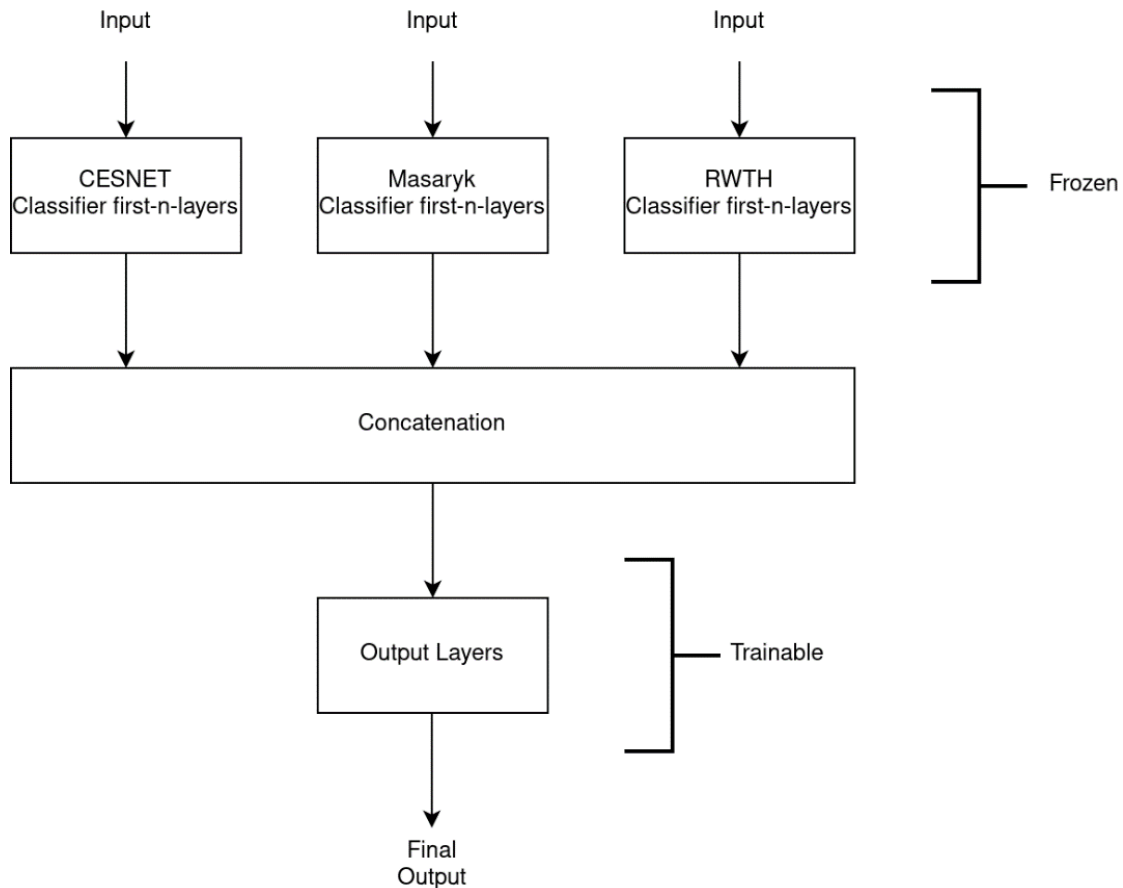 Input
Input
Input
CESNET
Classifier first-n-layers
Masaryk
Classifier first-n-layers
RWTH
Classifier first-n-layers
Frozen
Concatenation
Output Layers
Trainable
Final
Output